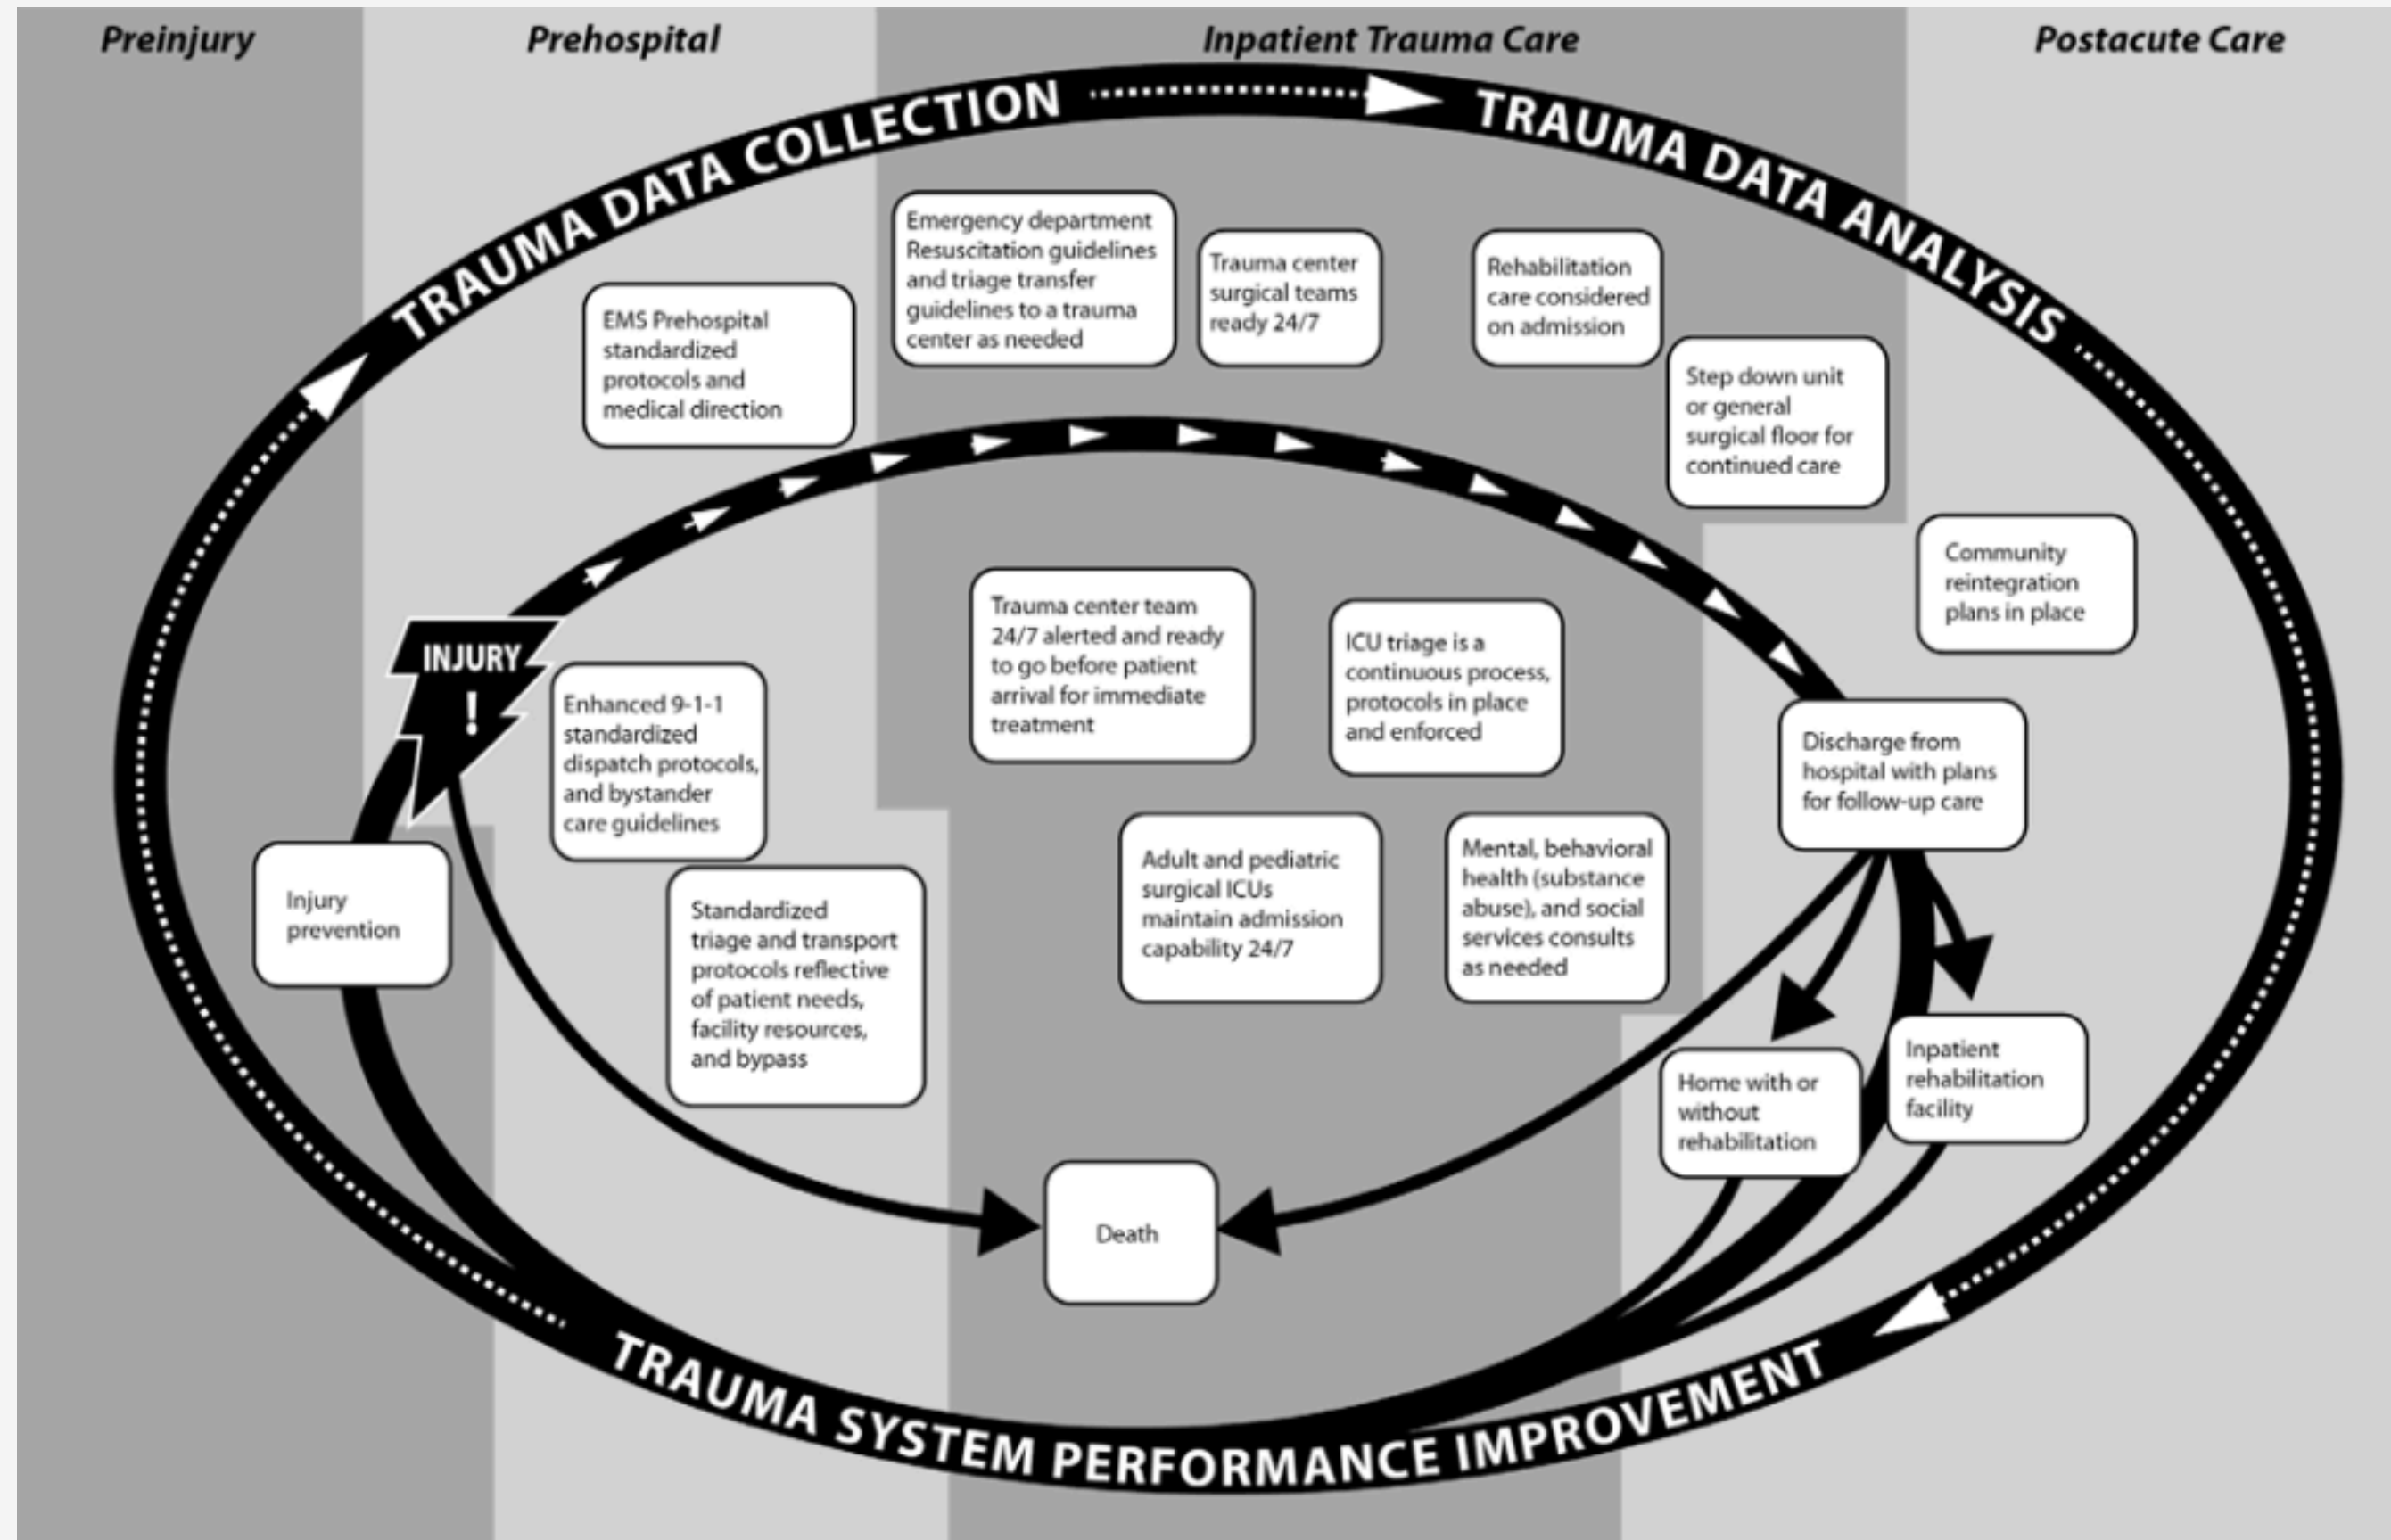 Preinjury
Prehospital
Inpatient Trauma Care
Postacute Care
TRAUMA DATA COLLECTION
TRAUMA DATA ANALYSIS
Emergency department
Resuscitation guidelines
and triage transfer
guidelines to a trauma
center as needed
Trauma center
surgical teams
ready 24/7
Rehabilitation
care considered
on admission
EMS Prehospital
standardized
protocols and
medical direction
Step down unit
or general
surgical floor for
continued care
Community
reintegration
plans in place
INJURY
!
Enhanced 9-1-1
standardized
dispatch protocols,
and bystander
care guidelines
Trauma center team
24/7 alerted and ready
to go before patient
arrival for immediate
treatment
ICU triage is a
continuous process,
protocols in place
and enforced
Discharge from
hospital with plans
for follow-up care
Injury
prevention
Standardized
triage and transport
protocols reflective
of patient needs,
facility resources,
and bypass
Adult and pediatric
surgical ICUs
maintain admission
capability 24/7
Mental, behavioral
health (substance
abuse), and social
services consults
as needed
Home with or
without
rehabilitation
Inpatient
rehabilitation
facility
Death
TRAUMA SYSTEM PERFORMANCE IMPROVEMENT